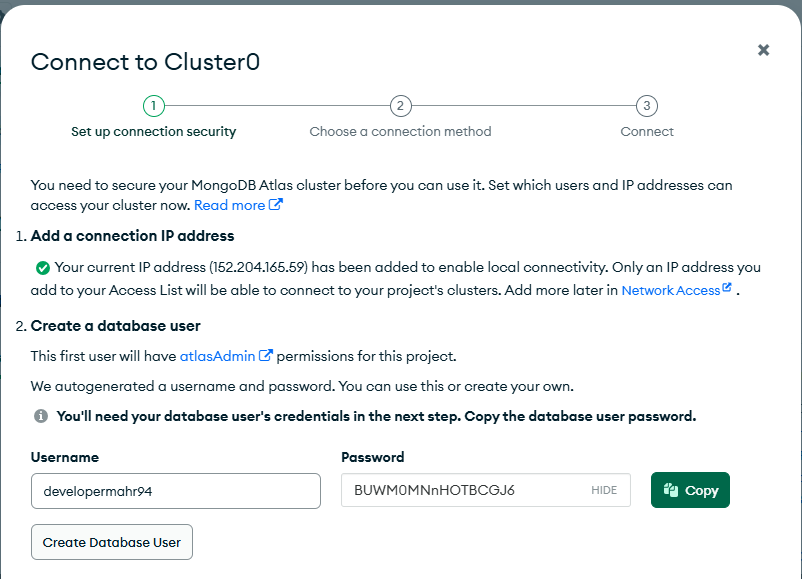 Connect to Cluster0
1 2 3
Set up connection security Choose a connection method Connect
You need to secure your MongoDB Atlas cluster before you can use it. Set which users and IP addresses can
access your cluster now. Read more
1. Add a connection IP address
Your current IP address (152.204.165.59) has been added to enable local connectivity. Only an IP address you
add to your Access List will be able to connect to your project's clusters. Add more later in Network Access .
2. Create a database user
This first user will have atlasAdmin permissions for this project.
We autogenerated a username and password. You can use this or create your own.
You'll need your database user's credentials in the next step. Copy the database user password.
Username Password
developermahr94 BUWM0MNnHOTBCGJ6 HIDE Copy
Create Database User